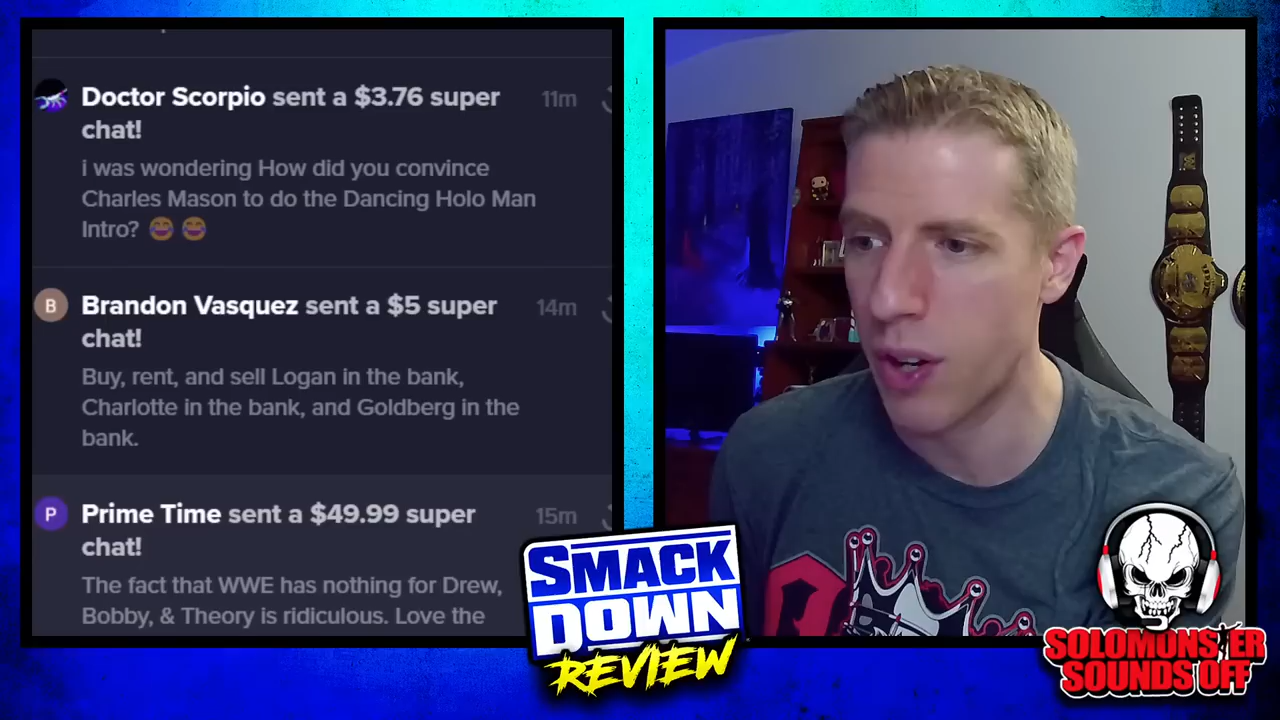 Doctor Scorpio sent a $3.76 super
chat!
11m
i was wondering How did you convince
Charles Mason to do the Dancing Holo Man
Intro? 😂 😂
B
Brandon Vasquez sent a $5 super
chat!
14m
Buy, rent, and sell Logan in the bank,
Charlotte in the bank, and Goldberg in the
bank.
P
Prime Time sent a $49.99 super
chat!
15m
The fact that WWE has nothing for Drew,
Bobby, & Theory is ridiculous. Love the
SMACK
DOWN
REVIEW
SOLOMONSTER
SOUNDS OFF